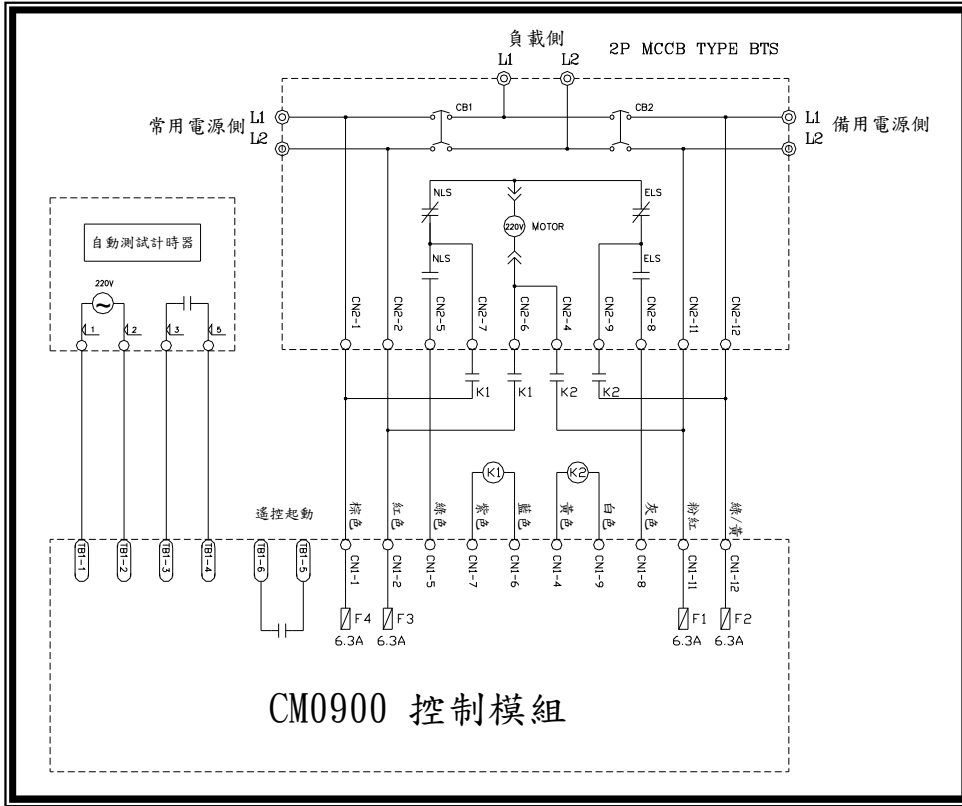 負載側
2P MCCB TYPE BTS
L1 L2
常用電源側 L1
L2
CB1
CB2
L1 備用電源側
L2
NLS
ELS
220V MOTOR
NLS
ELS
自動測試計時器
220V
1 2 3 5
CN2-1 CN2-2 CN2-5 CN2-7 CN2-6 CN2-4 CN2-9 CN2-8 CN2-11 CN2-12
K1 K1 K2 K2
K1 K2
遙控起動
棕色 紅色 綠色 紫色 藍色 黃色 白色 灰色 粉紅 綠/黃
TB1-1 TB1-2 TB1-3 TB1-4 TB1-6 TB1-5
CN1-1 CN1-2 CN1-5 CN1-7 CN1-6 CN1-4 CN1-9 CN1-8 CN1-11 CN1-12
F4 F3 F1 F2
6.3A 6.3A 6.3A 6.3A
CM0900 控制模組